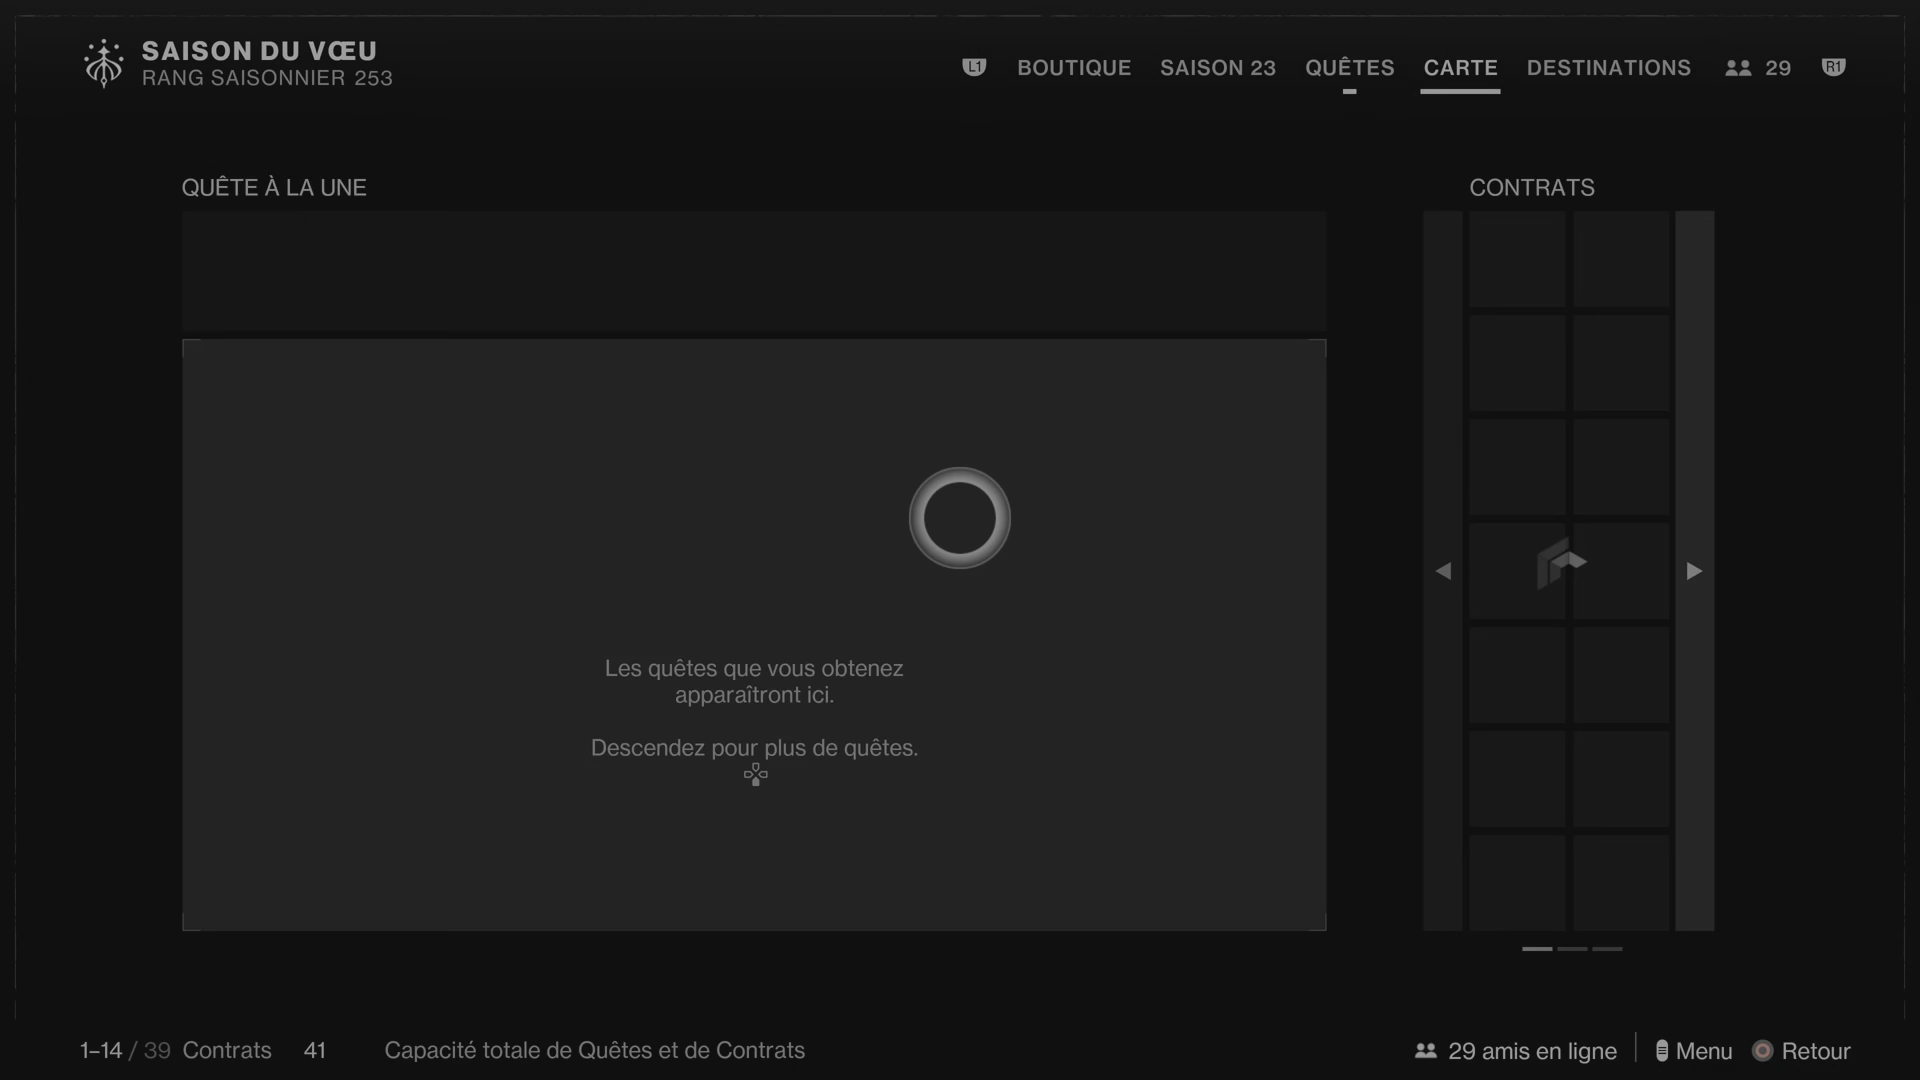 SAISON DU VŒU
RANG SAISONNIER 253
L1 BOUTIQUE SAISON 23 QUÊTES CARTE DESTINATIONS 29 R1
QUÊTE À LA UNE
CONTRATS
Les quêtes que vous obtenez
apparaîtront ici.
Descendez pour plus de quêtes.
1–14 / 39 Contrats 41 Capacité totale de Quêtes et de Contrats
29 amis en ligne Menu Retour